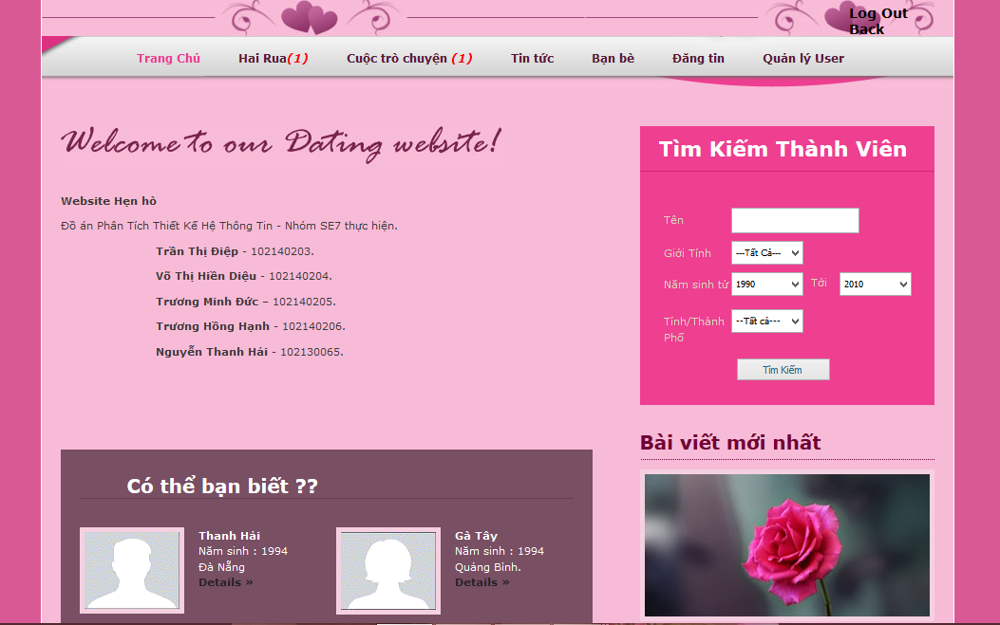 Log Out
Back
Trang Chủ Hai Rua(1) Cuộc trò chuyện (1) Tin tức Bạn bè Đăng tin Quản lý User
Welcome to our Dating website!
Website Hẹn hò
Đồ án Phân Tích Thiết Kế Hệ Thông Tin - Nhóm SE7 thực hiện.
Trần Thị Điệp - 102140203.
Võ Thị Hiền Diệu - 102140204.
Trương Minh Đức – 102140205.
Trương Hồng Hạnh - 102140206.
Nguyễn Thanh Hải - 102130065.
Tìm Kiếm Thành Viên
Tên
Giới Tính ---Tất Cả---
Năm sinh từ 1990 Tới 2010
Tỉnh/Thành Phố --Tất cả---
Tìm Kiếm
Bài viết mới nhất
Có thể bạn biết ??
Thanh Hải
Năm sinh : 1994
Đà Nẵng
Details »
Gà Tây
Năm sinh : 1994
Quảng Bình.
Details »